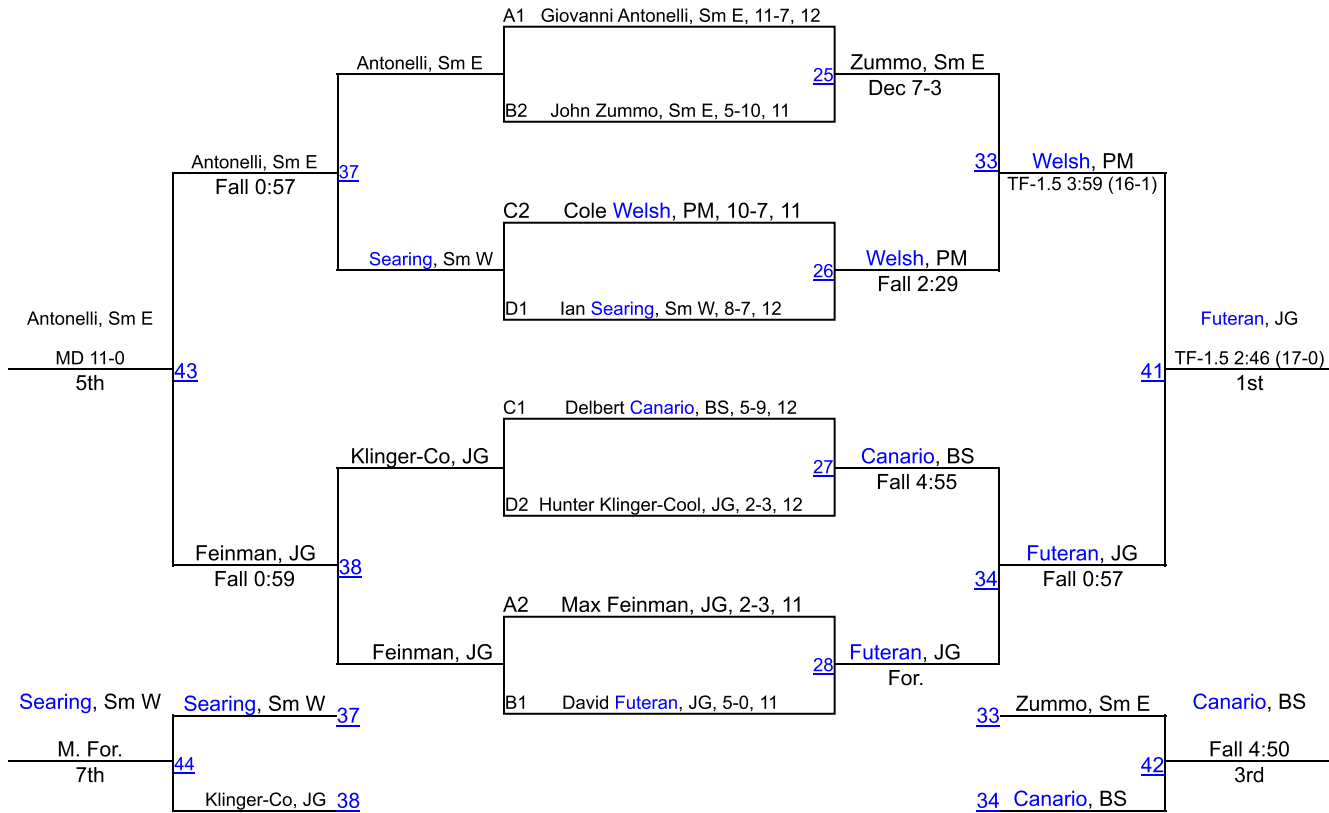 A1 Giovanni Antonelli, Sm E, 11-7, 12
Antonelli, Sm E
25
Zummo, Sm E
Dec 7-3
B2 John Zummo, Sm E, 5-10, 11
Antonelli, Sm E
Fall 0:57
37
33
Welsh, PM
TF-1.5 3:59 (16-1)
C2 Cole Welsh, PM, 10-7, 11
Searing, Sm W
26
Welsh, PM
Fall 2:29
D1 Ian Searing, Sm W, 8-7, 12
Antonelli, Sm E
MD 11-0
5th
43
41
Futeran, JG
TF-1.5 2:46 (17-0)
1st
C1 Delbert Canario, BS, 5-9, 12
Klinger-Co, JG
27
Canario, BS
Fall 4:55
D2 Hunter Klinger-Cool, JG, 2-3, 12
Feinman, JG
Fall 0:59
38
34
Futeran, JG
Fall 0:57
A2 Max Feinman, JG, 2-3, 11
Feinman, JG
28
Futeran, JG
For.
B1 David Futeran, JG, 5-0, 11
Searing, Sm W
Searing, Sm W 37
M. For.
7th
44
Klinger-Co, JG 38
33 Zummo, Sm E
Canario, BS
42
Fall 4:50
3rd
34 Canario, BS